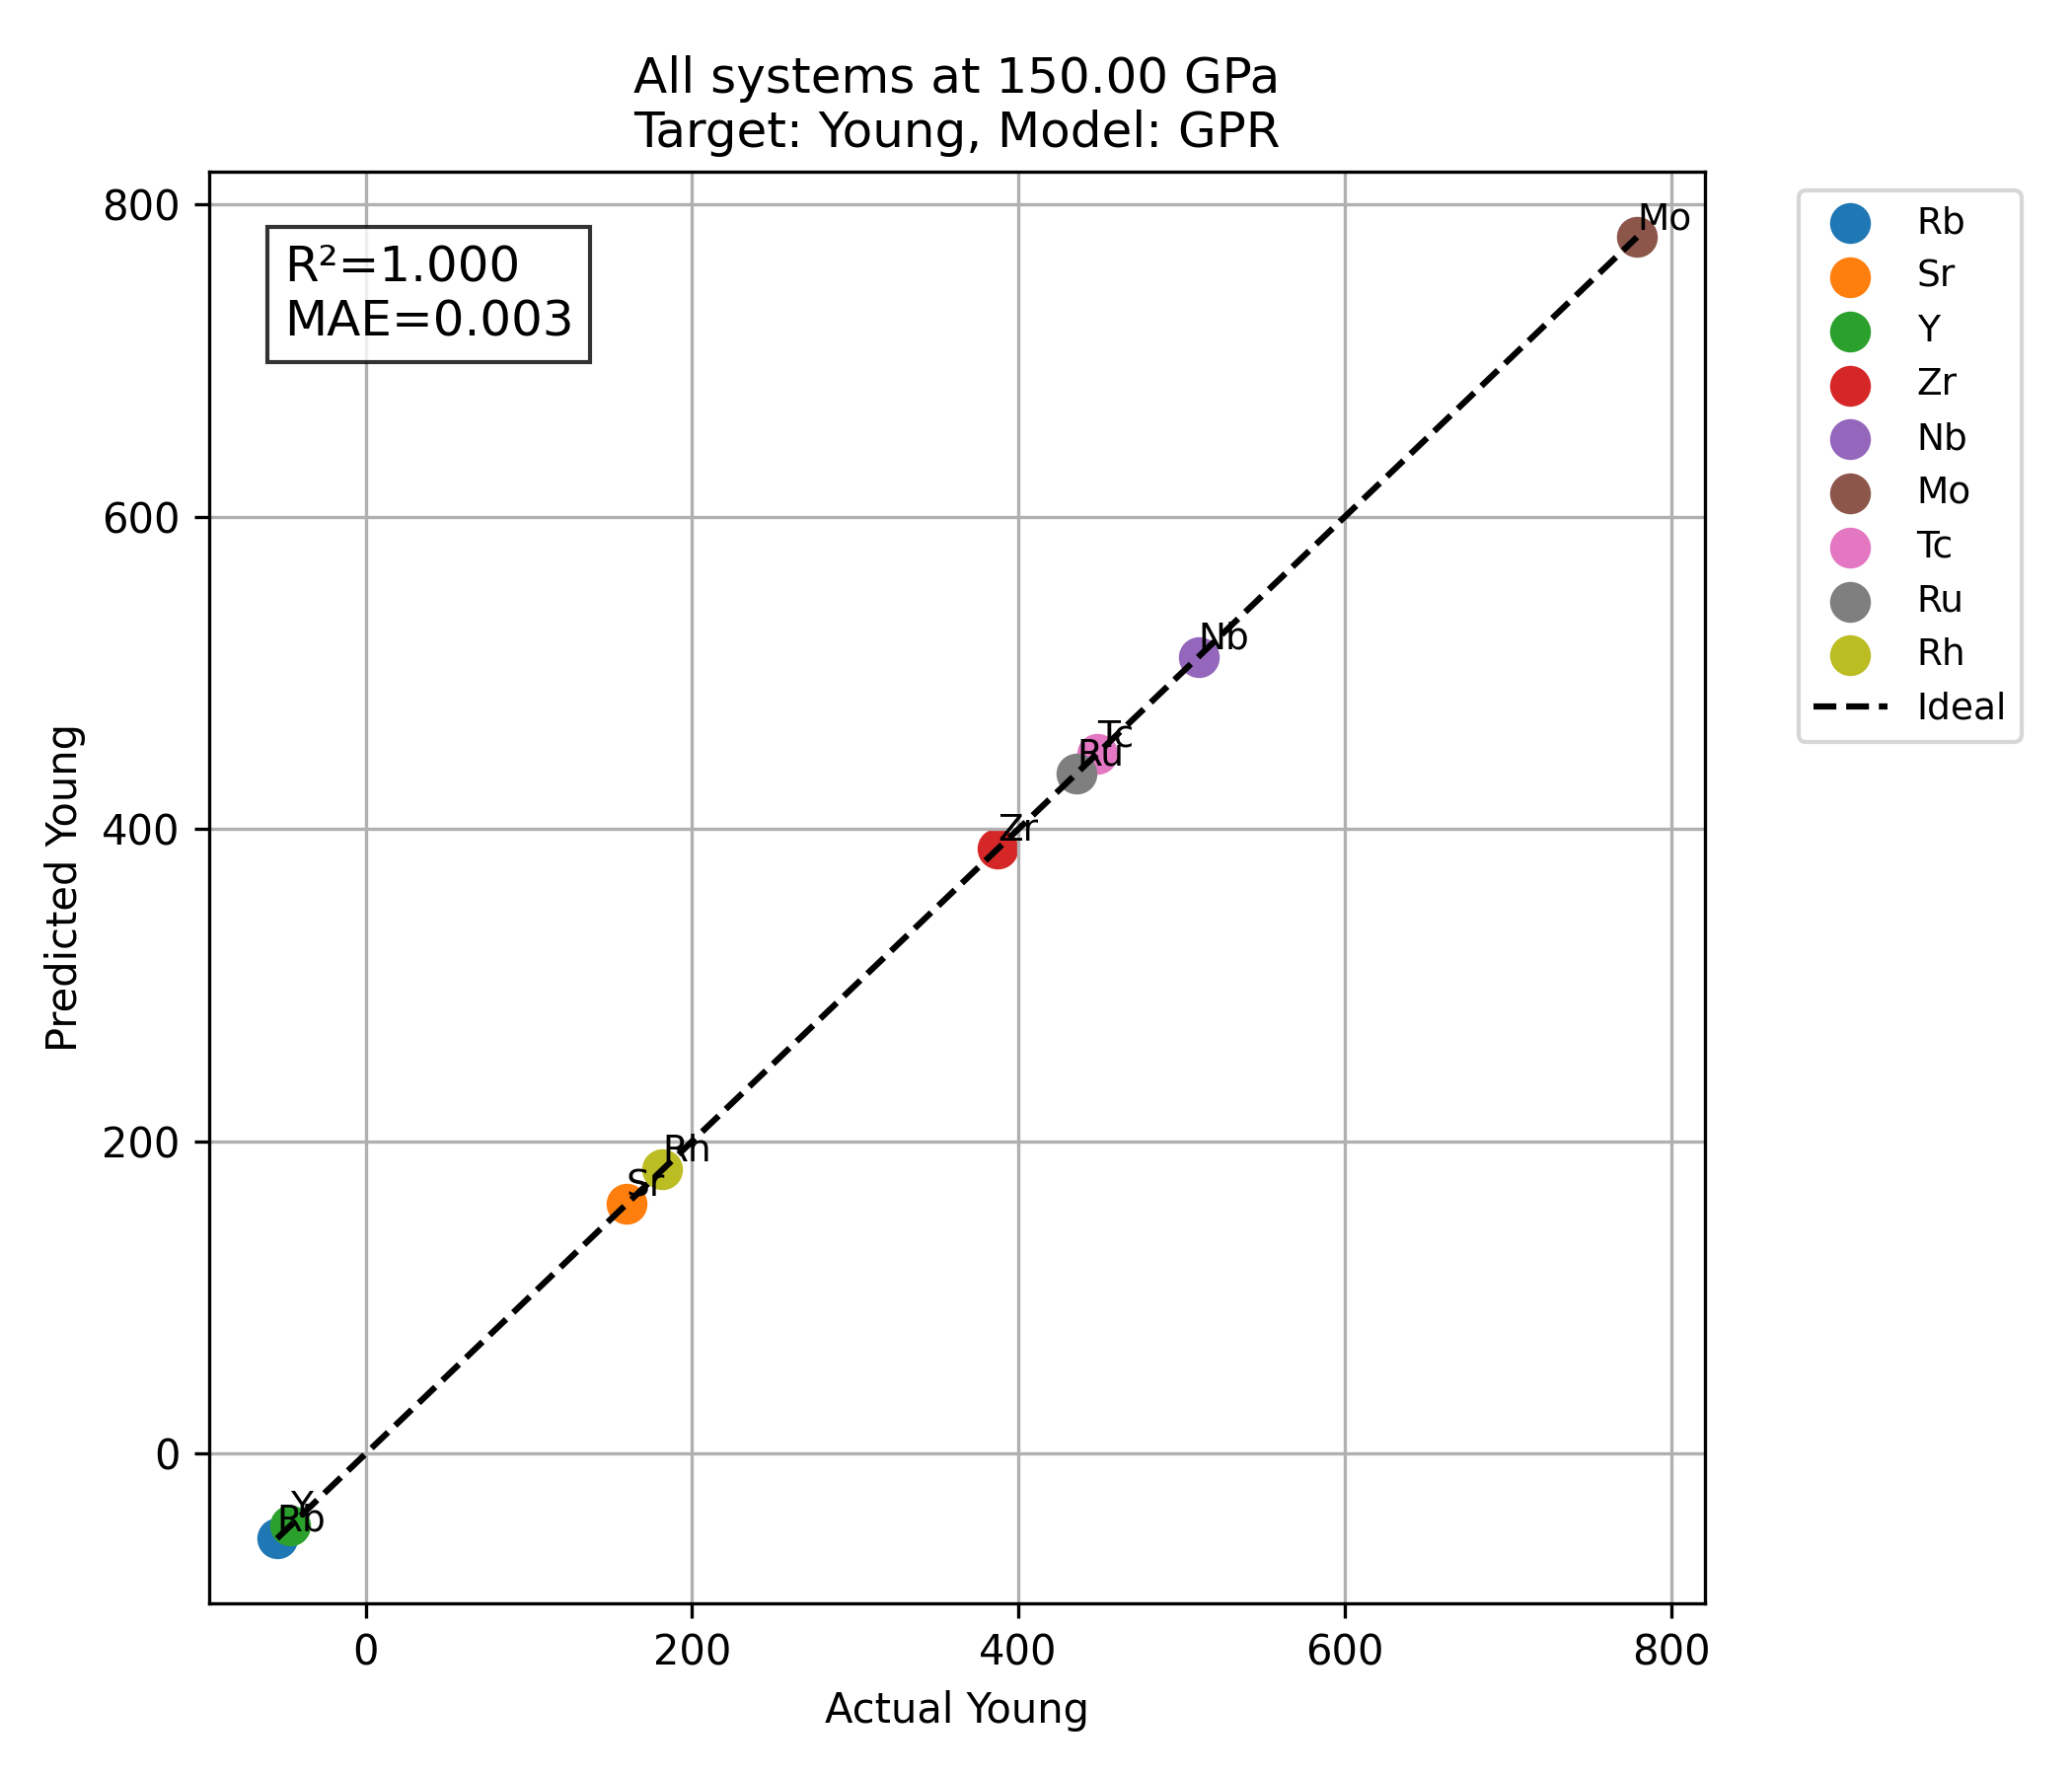 All systems at 150.00 GPa
Target: Young, Model: GPR
R²=1.000
MAE=0.003
800
600
400
200
0
Predicted Young
Mo
Nb
Tc
Ru
Zr
Rh
Sr
Y
Rb
0
200
400
600
800
Actual Young
Rb
Sr
Y
Zr
Nb
Mo
Tc
Ru
Rh
Ideal